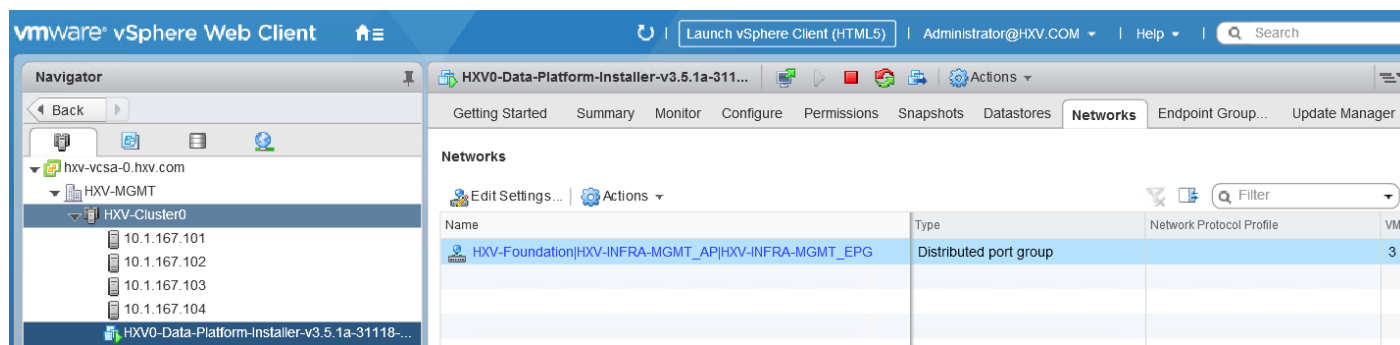 vmware® vSphere Web Client
Launch vSphere Client (HTML5) | Administrator@HXV.COM | Help | Search
Navigator
HXV0-Data-Platform-Installer-v3.5.1a-311... Actions
Back
Getting Started Summary Monitor Configure Permissions Snapshots Datastores Networks Endpoint Group... Update Manager
Networks
hxv-vcsa-0.hxv.com
HXV-MGMT
Edit Settings... | Actions Filter
HXV-Cluster0
Name Type Network Protocol Profile VM
10.1.167.101
HXV-Foundation|HXV-INFRA-MGMT_AP|HXV-INFRA-MGMT_EPG Distributed port group 3
10.1.167.102
10.1.167.103
10.1.167.104
HXV0-Data-Platform-Installer-v3.5.1a-31118-...